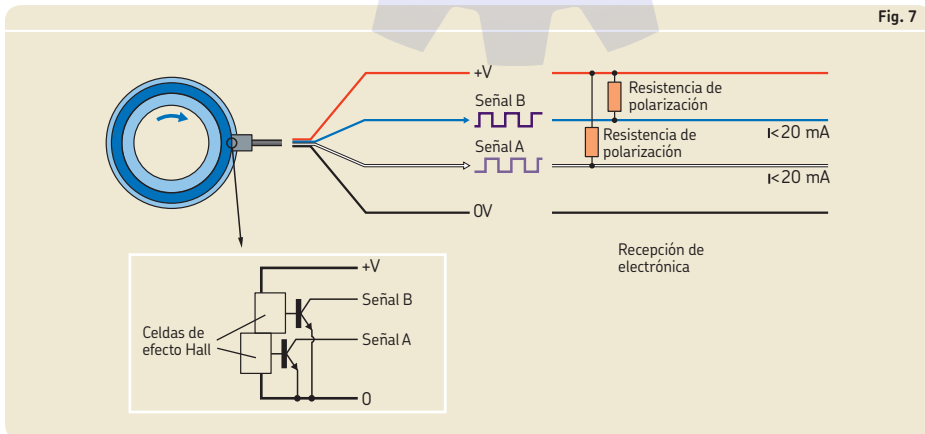 Fig. 7
+V
Señal B
Resistencia de
polarización
I<20 mA
Resistencia de
polarización
Señal A
I<20 mA
0V
Recepción de
electrónica
+V
Señal B
Celdas de
efecto Hall
Señal A
0